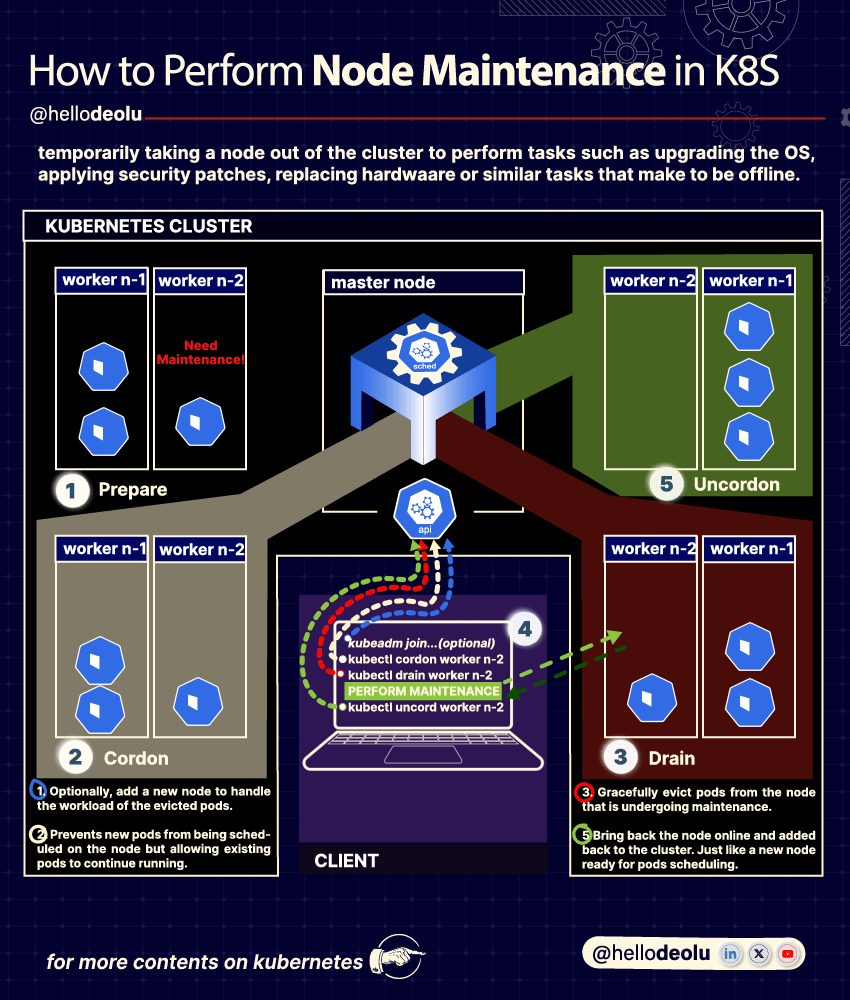 How to Perform Node Maintenance in K8S
@hellodeolu
temporarily taking a node out of the cluster to perform tasks such as upgrading the OS,
applying security patches, replacing hardwaare or similar tasks that make to be offline.
KUBERNETES CLUSTER
worker n-1
worker n-2
Need
Maintenance!
1 Prepare
master node
sched
api
worker n-2
worker n-1
5 Uncordon
worker n-1
worker n-2
2 Cordon
4
kubeadm join...(optional)
kubectl cordon worker n-2
kubectl drain worker n-2
PERFORM MAINTENANCE
kubectl uncord worker n-2
CLIENT
worker n-2
worker n-1
3 Drain
1. Optionally, add a new node to handle
the workload of the evicted pods.
2. Prevents new pods from being sched-
uled on the node but allowing existing
pods to continue running.
3. Gracefully evict pods from the node
that is undergoing maintenance.
5 Bring back the node online and added
back to the cluster. Just like a new node
ready for pods scheduling.
for more contents on kubernetes
@hellodeolu in X